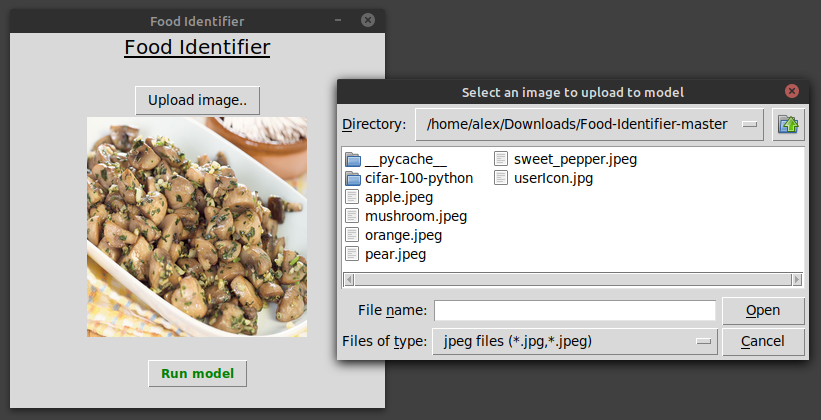 Food Identifier
Food Identifier
Upload image..
Run model
Select an image to upload to model
Directory: /home/alex/Downloads/Food-Identifier-master
__pycache__
cifar-100-python
apple.jpeg
mushroom.jpeg
orange.jpeg
pear.jpeg
sweet_pepper.jpeg
userIcon.jpg
File name: Open
Files of type: jpeg files (*.jpg,*.jpeg) Cancel